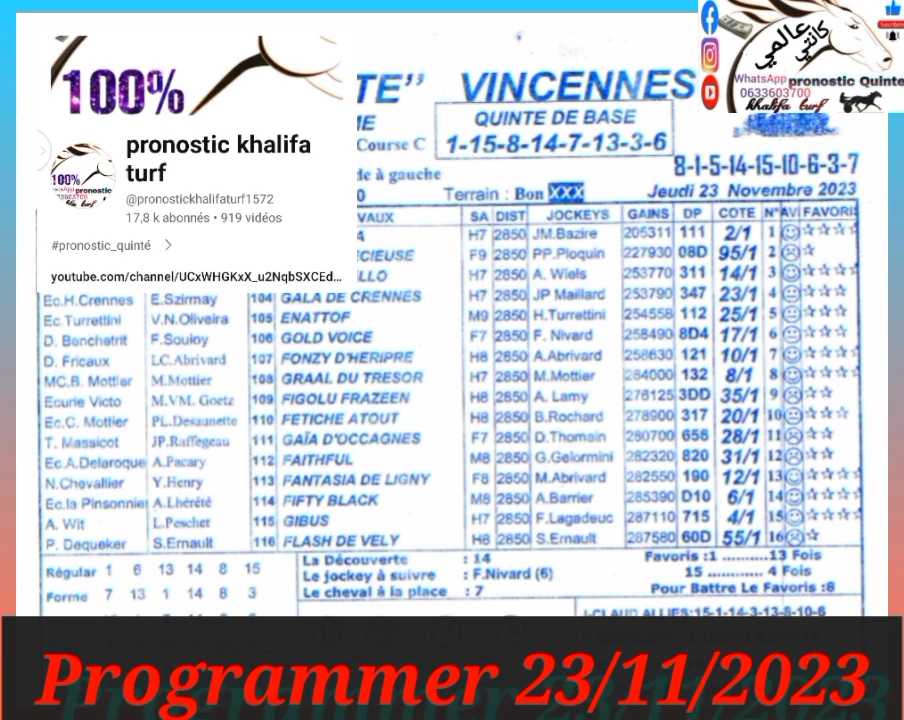 100%
pronostic khalifa
turf
@pronostickhalifaturf1572
17,8 k abonnés • 919 vidéos
#pronostic_quinté
youtube.com/channel/UCxWHGKxX_u2NqbSXCEd...
كازي عالمي
WhatsApp pronostic Quinte
0633603700
khalifa turf
TE’’ VINCENNES
Course C
QUINTE DE BASE
1-15-8-14-7-13-3-6
de à gauche
8-1-5-14-15-10-6-3-7
Terrain : Bon XXX Jeudi 23 Novembre 2023
VAUX SA DIST JOCKEYS GAINS DP COTE N° AV FAVORIS
H7 2850 JM.Bazire 205311 111 2/1 1 ☆☆☆☆
CIEUSE F9 2850 PP.Ploquin 227930 08D 95/1 2 ☆
LLO H7 2850 A. Wiels 253770 311 14/1 3 ☆☆☆☆
Ec.H.Crennes E.Szirmay 104 GALA DE CRENNES H7 2850 JP Maillard 253790 347 23/1 4 ☆☆☆
Ec.Turrettini V.N.Oliveira 105 ENATTOF M9 2850 H.Turrettini 254558 112 25/1 5 ☆☆☆
D. Benchetrit F.Souloy 106 GOLD VOICE F7 2850 F. Nivard 258490 8D4 17/1 6 ☆☆☆
D. Fricaux LC.Abrivard 107 FONZY D'HERIPRE H8 2850 A.Abrivard 258630 121 10/1 7 ☆☆☆☆
MC.B. Mottier M.Mottier 108 GRAAL DU TRESOR H7 2850 M.Mottier 264000 132 8/1 8 ☆☆☆☆
Ecurie Victo M.VM. Goetz 109 FIGOLU FRAZEEN H8 2850 A. Lamy 276125 3DD 35/1 9 ☆☆
Ec.C. Mottier PL.Desaunette 110 FETICHE ATOUT H8 2850 B.Rochard 278900 317 20/1 10 ☆☆☆
T. Massicot JP.Raffegeau 111 GAÏA D'OCCAGNES F7 2850 D.Thomain 280700 656 28/1 11 ☆☆
Ec.A.Delaroque A.Pacary 112 FAITHFUL M8 2850 G.Gelormini 282320 820 31/1 12 ☆☆
N.Chevallier Y.Henry 113 FANTASIA DE LIGNY F8 2850 M.Abrivard 282550 190 12/1 13 ☆☆☆☆
Ec.la Pinsonnier A.Lhérété 114 FIFTY BLACK M8 2850 A.Barrier 285390 D10 6/1 14 ☆☆☆☆
A. Wit L.Peschet 115 GIBUS H7 2850 F.Lagadeuc 287110 715 4/1 15 ☆☆☆☆
P. Dequeker S.Ernault 116 FLASH DE VELY H8 2850 S.Ernault 287580 60D 55/1 16 ☆
Régular 1 6 13 14 8 15
Forme 7 13 1 14 8 3
La Découverte : 14
Le jockey à suivre : F.Nivard (6)
Le cheval à la place : 7
Favoris :1 ..........13 Fois
15 ............ 4 Fois
Pour Battre Le Favoris :8
J-CLAUD ALLIES:15-1-14-3-13-8-10-6
Programmer 23/11/2023